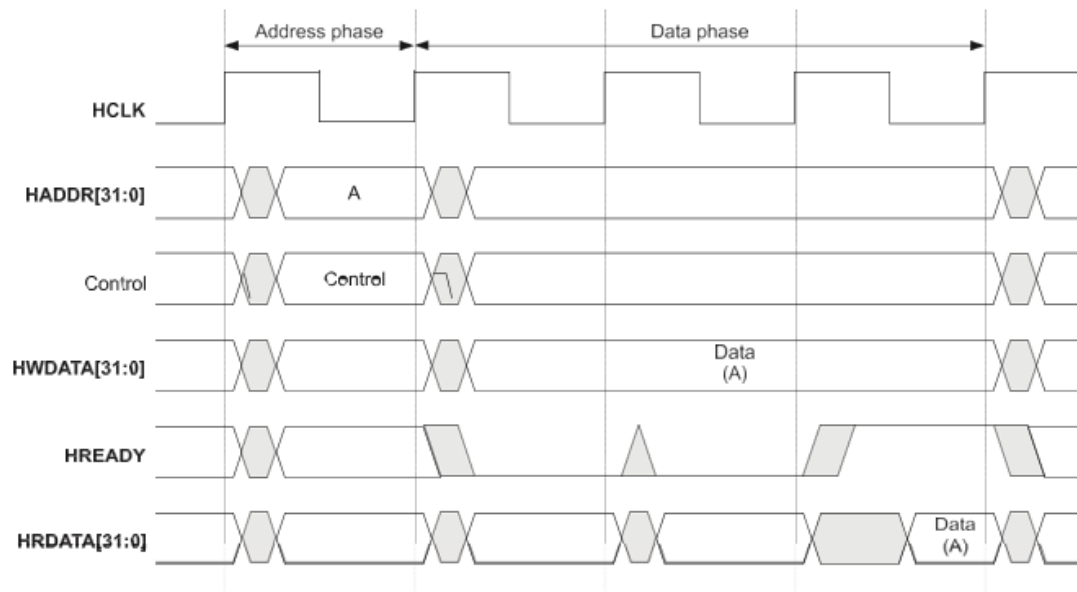 Address phase
Data phase
HCLK
HADDR[31:0]
A
Control
Control
HWDATA[31:0]
Data
(A)
HREADY
HRDATA[31:0]
Data
(A)